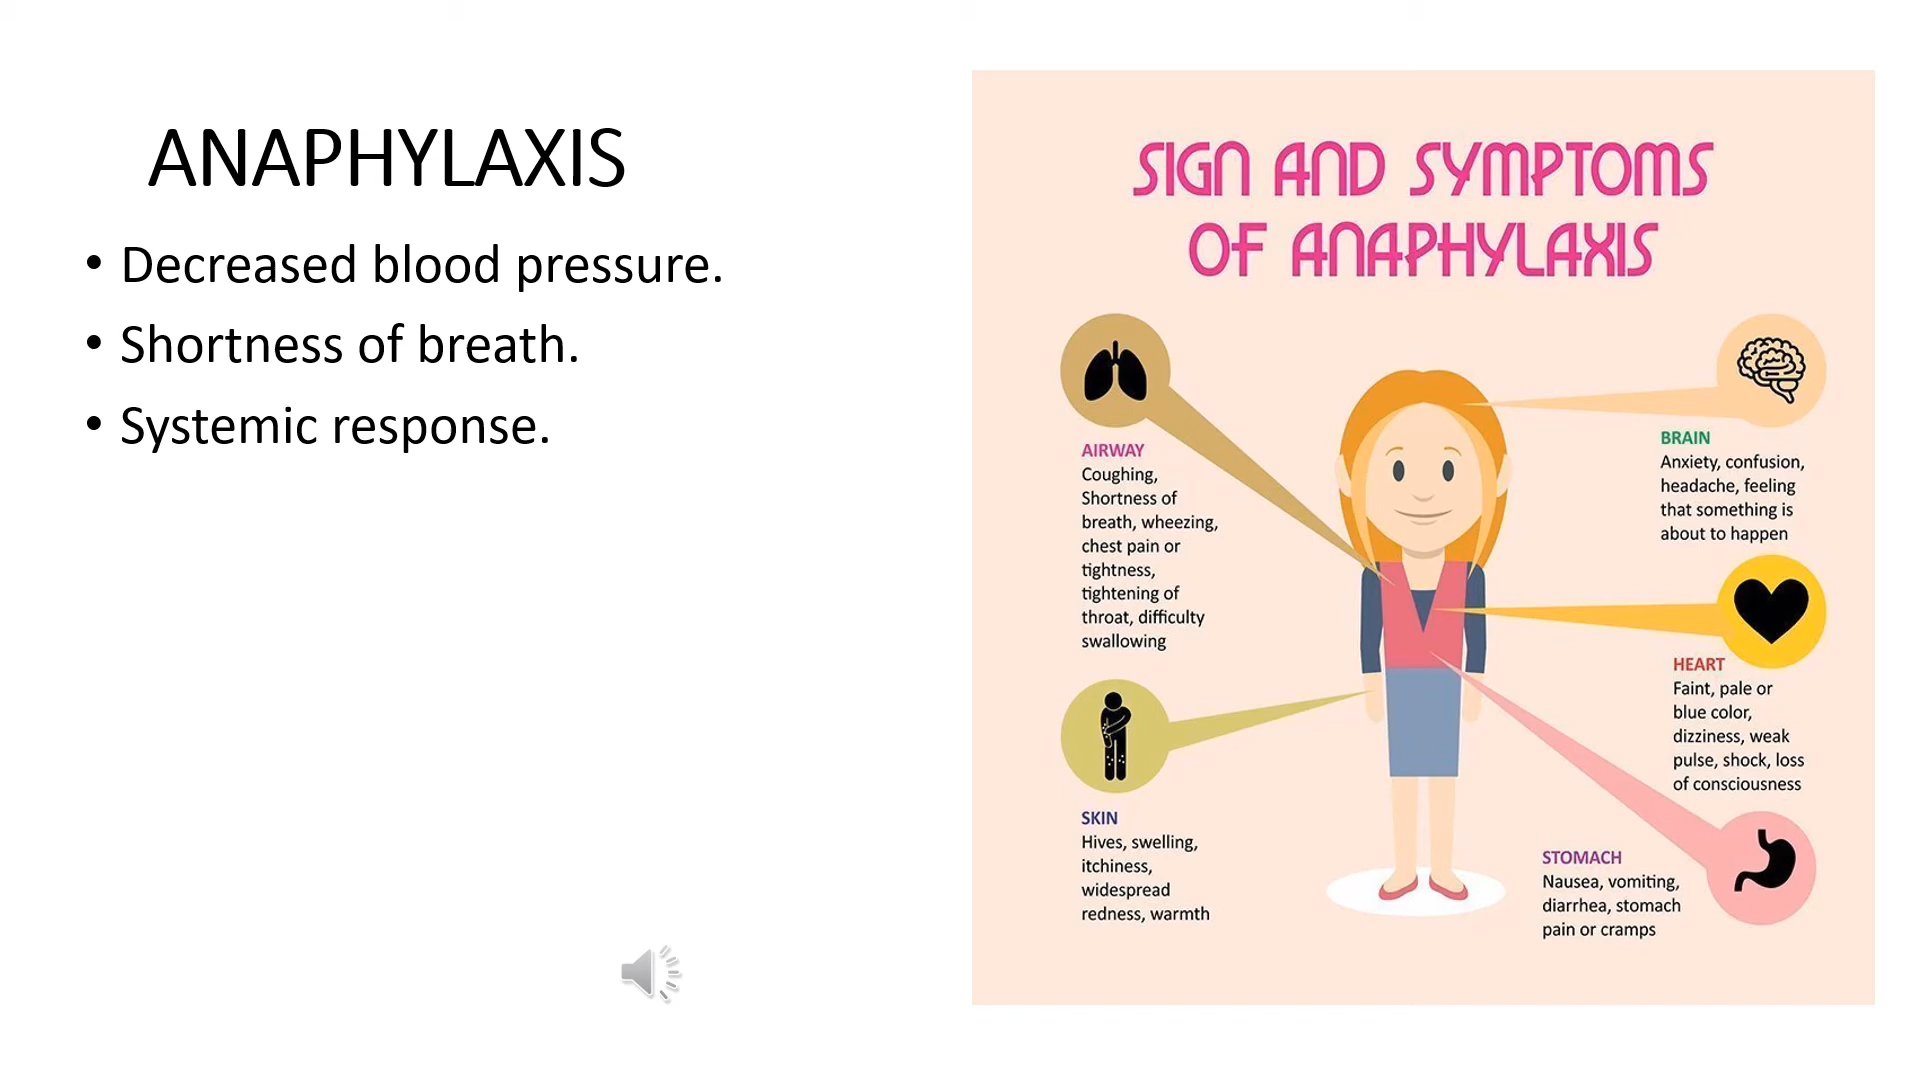 ANAPHYLAXIS
• Decreased blood pressure.
• Shortness of breath.
• Systemic response.
SIGN AND SYMPTOMS
OF ANAPHYLAXIS
AIRWAY
Coughing,
Shortness of
breath, wheezing,
chest pain or
tightness,
tightening of
throat, difficulty
swallowing
SKIN
Hives, swelling,
itchiness,
widespread
redness, warmth
BRAIN
Anxiety, confusion,
headache, feeling
that something is
about to happen
HEART
Faint, pale or
blue color,
dizziness, weak
pulse, shock, loss
of consciousness
STOMACH
Nausea, vomiting,
diarrhea, stomach
pain or cramps